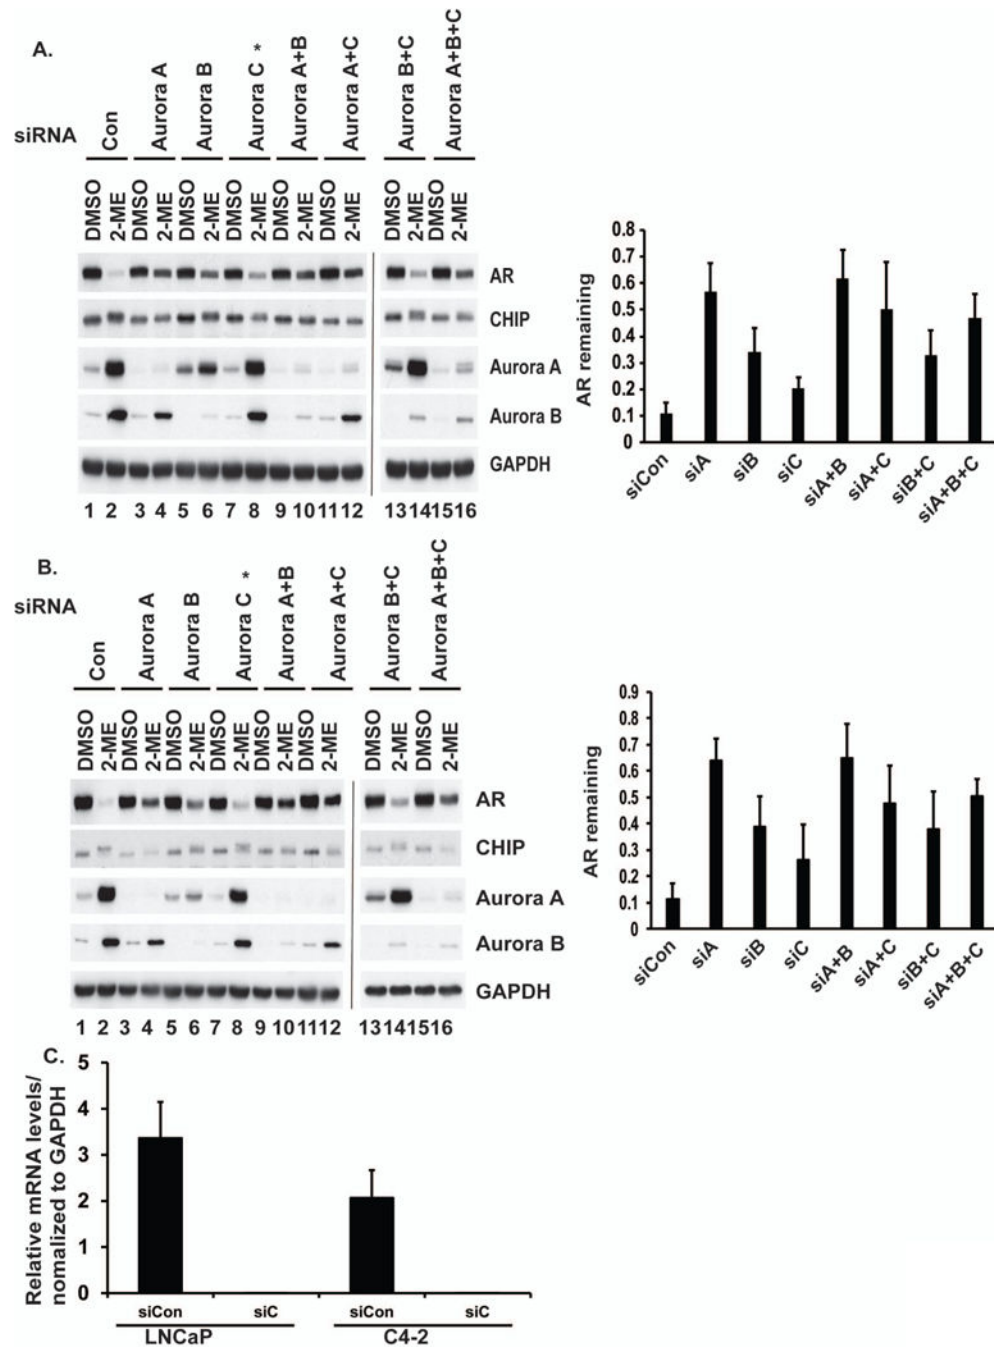 A.
siRNA
Con
Aurora A
Aurora B
Aurora C *
Aurora A+B
Aurora A+C
Aurora B+C
Aurora A+B+C
DMSO 2-ME DMSO 2-ME DMSO 2-ME DMSO 2-ME DMSO 2-ME DMSO 2-ME DMSO 2-ME DMSO 2-ME
AR
CHIP
Aurora A
Aurora B
GAPDH
1 2 3 4 5 6 7 8 9 10 11 12 13 14 15 16
AR remaining
0.8
0.7
0.6
0.5
0.4
0.3
0.2
0.1
0
siCon siA siB siC siA+B siA+C siB+C siA+B+C
B.
siRNA
Con
Aurora A
Aurora B
Aurora C *
Aurora A+B
Aurora A+C
Aurora B+C
Aurora A+B+C
DMSO 2-ME DMSO 2-ME DMSO 2-ME DMSO 2-ME DMSO 2-ME DMSO 2-ME DMSO 2-ME DMSO 2-ME
AR
CHIP
Aurora A
Aurora B
GAPDH
1 2 3 4 5 6 7 8 9 10 11 12 13 14 15 16
AR remaining
0.9
0.8
0.7
0.6
0.5
0.4
0.3
0.2
0.1
0
siCon siA siB siC siA+B siA+C siB+C siA+B+C
C.
Relative mRNA levels/
nomalized to GAPDH
5
4
3
2
1
0
siCon siC siCon siC
LNCaP C4-2